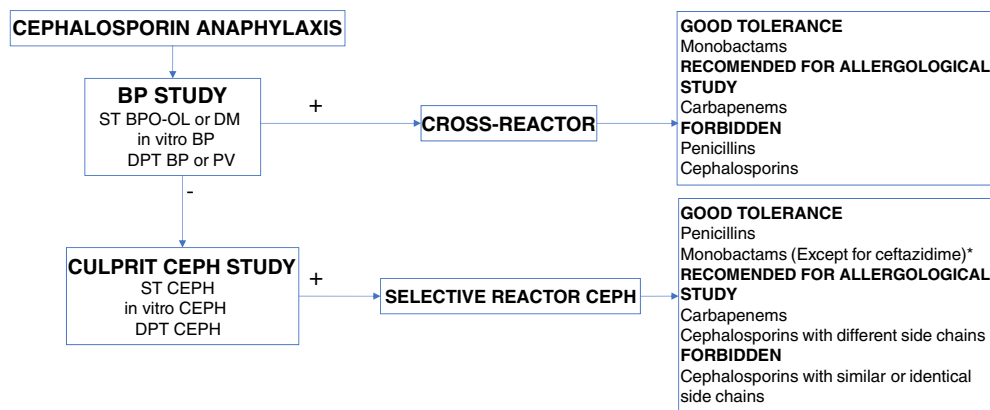 CEPHALOSPORIN ANAPHYLAXIS
BP STUDY
ST BPO-OL or DM
in vitro BP
DPT BP or PV
+
CROSS-REACTOR
GOOD TOLERANCE
Monobactams
RECOMENDED FOR ALLERGOLOGICAL
STUDY
Carbapenems
FORBIDDEN
Penicillins
Cephalosporins
-
CULPRIT CEPH STUDY
ST CEPH
in vitro CEPH
DPT CEPH
+
SELECTIVE REACTOR CEPH
GOOD TOLERANCE
Penicillins
Monobactams (Except for ceftazidime)*
RECOMENDED FOR ALLERGOLOGICAL
STUDY
Carbapenems
Cephalosporins with different side chains
FORBIDDEN
Cephalosporins with similar or identical
side chains